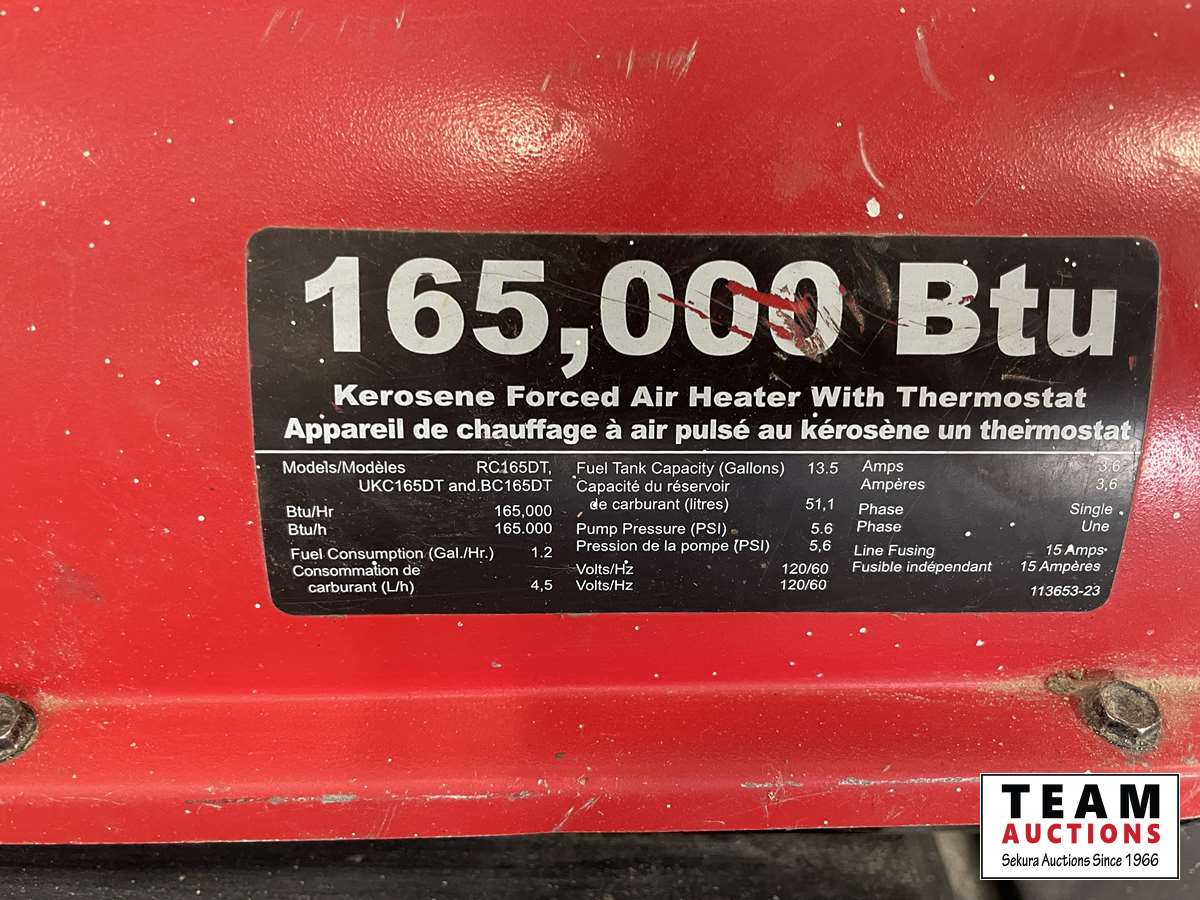 165,000 Btu
Kerosene Forced Air Heater With Thermostat
Appareil de chauffage à air pulsé au kérosène un thermostat
Models/Modèles RC165DT,
UKC165DT and BC165DT
Btu/Hr 165,000
Btu/h 165.000
Fuel Consumption (Gal./Hr.) 1.2
Consommation de
carburant (L/h) 4,5
Fuel Tank Capacity (Gallons) 13.5
Capacité du réservoir
de carburant (litres) 51,1
Pump Pressure (PSI) 5.6
Pression de la pompe (PSI) 5,6
Volts/Hz 120/60
Volts/Hz 120/60
Amps 3.6
Ampères 3,6
Phase Single
Phase Une
Line Fusing 15 Amps
Fusible indépendant 15 Ampères
113653-23
TEAM
AUCTIONS
Sekura Auctions Since 1966